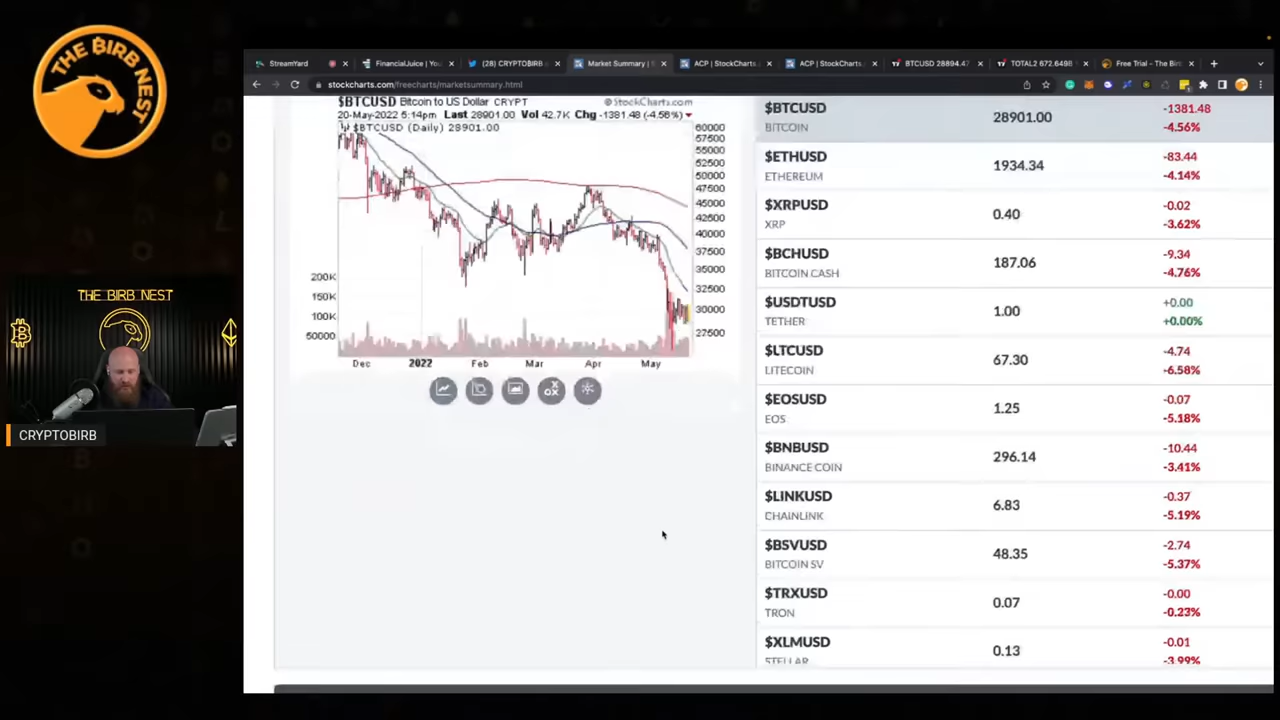 THE BIRB NEST
THE BIRB NEST
CRYPTOBIRB
StreamYard
FinancialJuice | You
(28) CRYPTOBIRB
Market Summary |
ACP | StockCharts.
ACP | StockCharts.
BTCUSD 28894.47
TOTAL2 672.649B
Free Trial - The Bir
stockcharts.com/freecharts/marketsummary.html
$BTCUSD Bitcoin to US Dollar CRYPT
© StockCharts.com
20-May-2022 5:14pm Last 28901.00 Vol 42.7K Chg -1381.48 (-4.56%)
$BTCUSD (Daily) 28901.00
60000
57500
55000
52500
50000
47500
45000
42500
40000
37500
35000
32500
30000
27500
200K
150K
100K
50000
Dec 2022 Feb Mar Apr May
$BTCUSD 28901.00 -1381.48
BITCOIN -4.56%
$ETHUSD 1934.34 -83.44
ETHEREUM -4.14%
$XRPUSD 0.40 -0.02
XRP -3.62%
$BCHUSD 187.06 -9.34
BITCOIN CASH -4.76%
$USDTUSD 1.00 +0.00
TETHER +0.00%
$LTCUSD 67.30 -4.74
LITECOIN -6.58%
$EOSUSD 1.25 -0.07
EOS -5.18%
$BNBUSD 296.14 -10.44
BINANCE COIN -3.41%
$LINKUSD 6.83 -0.37
CHAINLINK -5.19%
$BSVUSD 48.35 -2.74
BITCOIN SV -5.37%
$TRXUSD 0.07 -0.00
TRON -0.23%
$XLMUSD 0.13 -0.01
STELLAR -3.99%